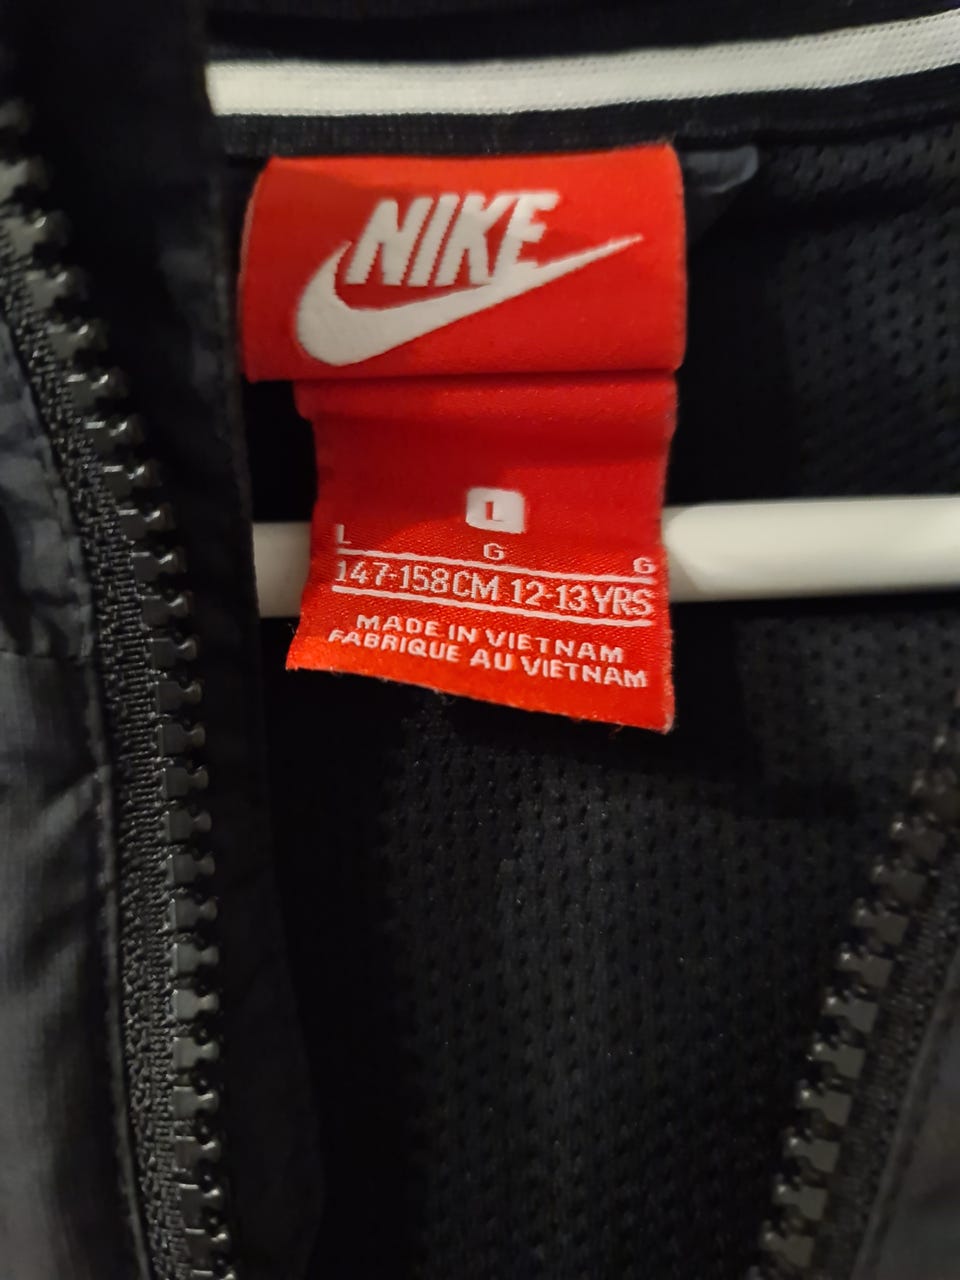 NIKE
L
L G G
147-158CM 12-13YRS
MADE IN VIETNAM
FABRIQUE AU VIETNAM